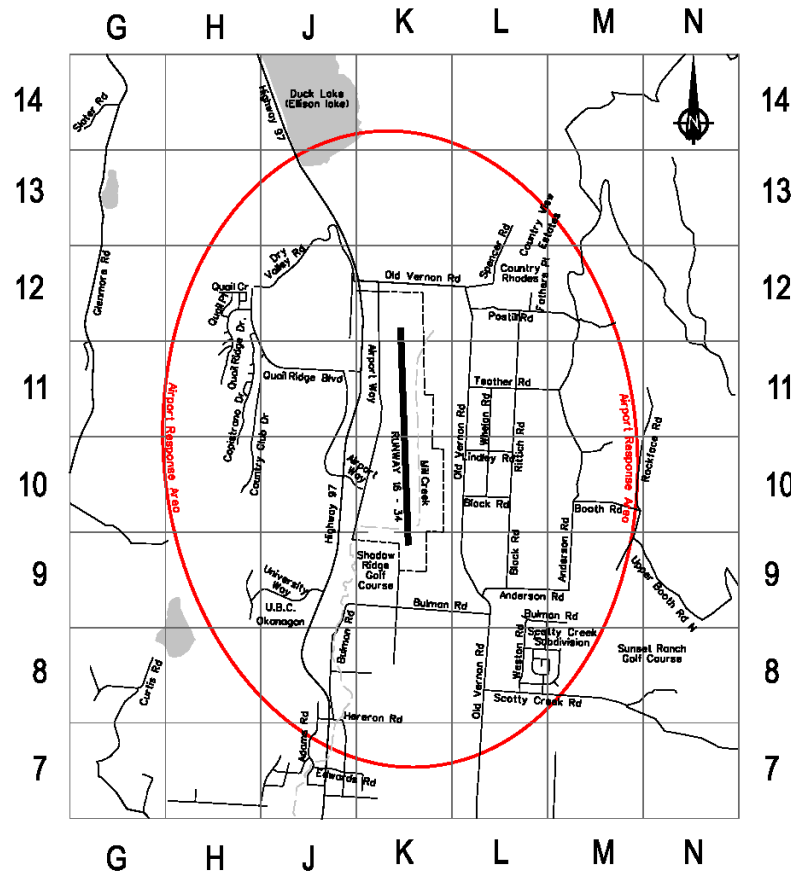 G H J K L M N
14 14
13 13
12 12
11 11
10 10
9 9
8 8
7 7
G H J K L M N
N
Slater Rd
Highway 97
Duck Lake
(Ellison lake)
Glenmore Rd
Dry
Valley Rd
Spencer Rd
Country View
Estates
Fathers Pl
Country
Rhodes
Old Vernon Rd
Quail Cr
Quail Pl
Postill Rd
Quail Ridge Dr.
Quail Ridge Blvd
Airport Way
Teather Rd
Airport Response Area
Airport Response Area
Capistrano Dr
Country Club Dr
Whelan Rd
Rittich Rd
Old Vernon Rd
Rockface Rd
Lindley Rd
Airport
Way
RUNWAY 16 - 34
Mill Creek
Block Rd
Booth Rd
Highway 97
Shadow
Ridge Golf
Course
Block Rd
Anderson Rd
Upper Booth Rd N
University
Way
U.B.C.
Okanagan
Anderson Rd
Bulman Rd
Bulman Rd
Bulman Rd
Scotty Creek
Subdivision
Weston Rd
Old Vernon Rd
Sunset Ranch
Golf Course
Curtis Rd
Scotty Creek Rd
Hereron Rd
Adams Rd
Edwards Rd